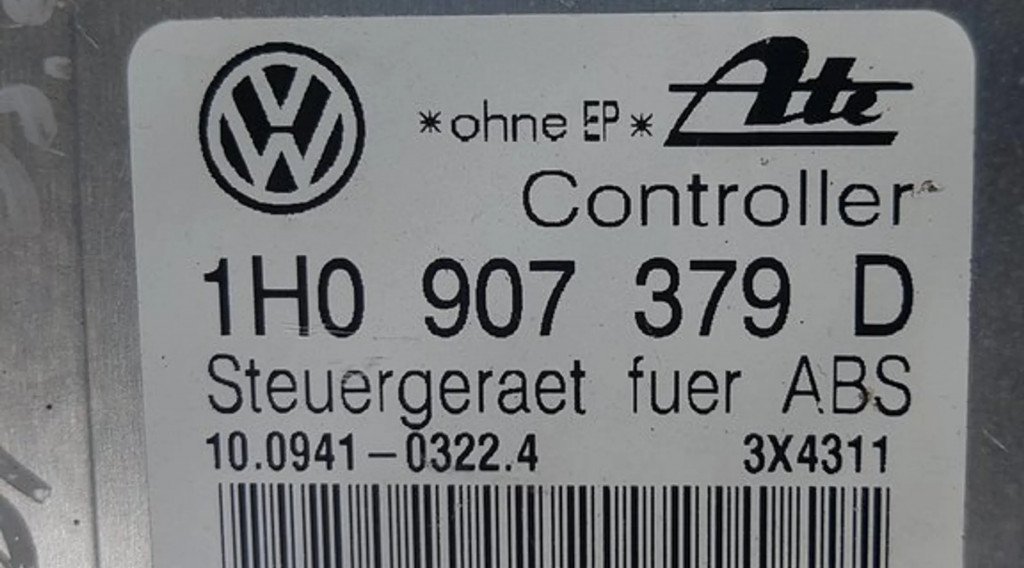 *ohne EP* Ate
Controller
1H0 907 379 D
Steuergeraet fuer ABS
10.0941-0322.4 3X4311